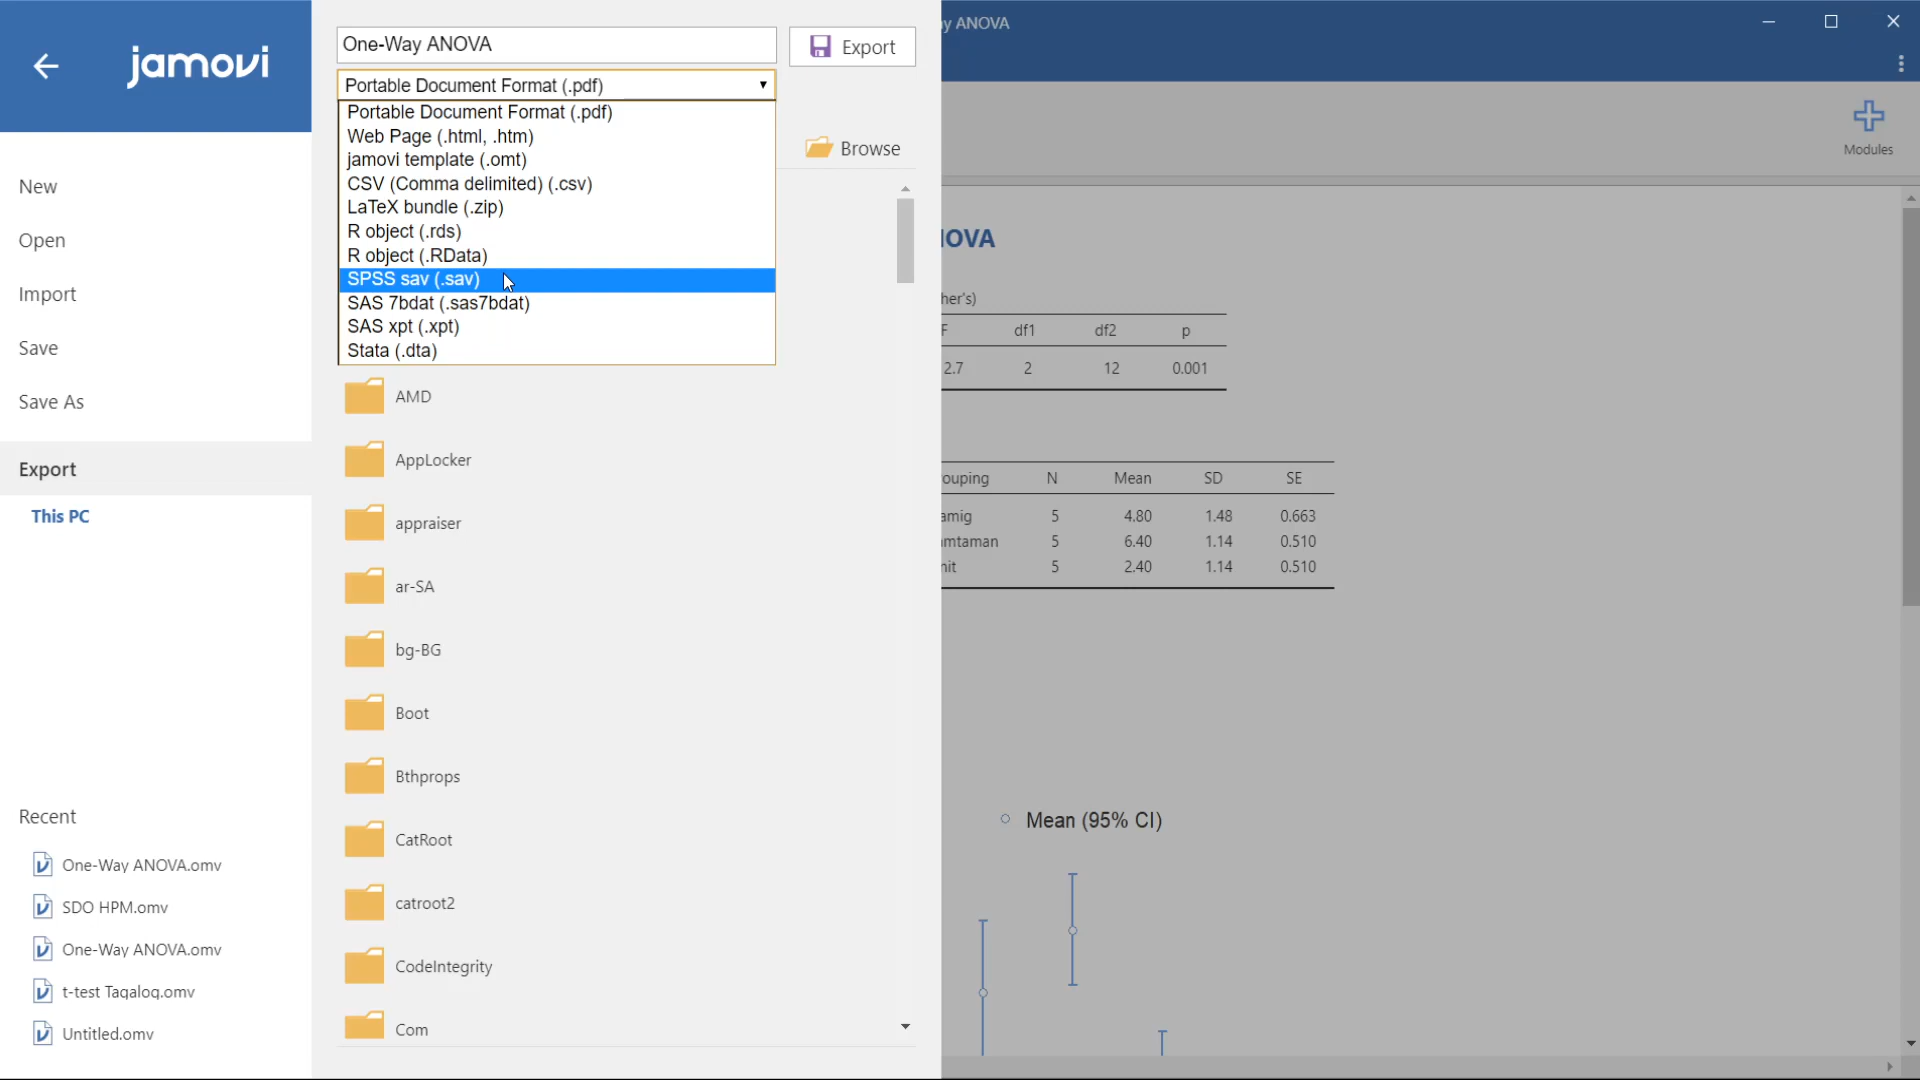 jamovi
New
Open
Import
Save
Save As
Export
This PC
Recent
One-Way ANOVA.omv
SDO HPM.omv
One-Way ANOVA.omv
t-test Tagalog.omv
Untitled.omv
One-Way ANOVA
Export
Portable Document Format (.pdf)
Portable Document Format (.pdf)
Web Page (.html, .htm)
jamovi template (.omt)
CSV (Comma delimited) (.csv)
LaTeX bundle (.zip)
R object (.rds)
R object (.RData)
SPSS sav (.sav)
SAS 7bdat (.sas7bdat)
SAS xpt (.xpt)
Stata (.dta)
Browse
AMD
AppLocker
appraiser
ar-SA
bg-BG
Boot
Bthprops
CatRoot
catroot2
CodeIntegrity
Com
y ANOVA
Modules
OVA
her's)
F df1 df2 p
2.7 2 12 0.001
ouping N Mean SD SE
amig 5 4.80 1.48 0.663
mtaman 5 6.40 1.14 0.510
nit 5 2.40 1.14 0.510
Mean (95% CI)